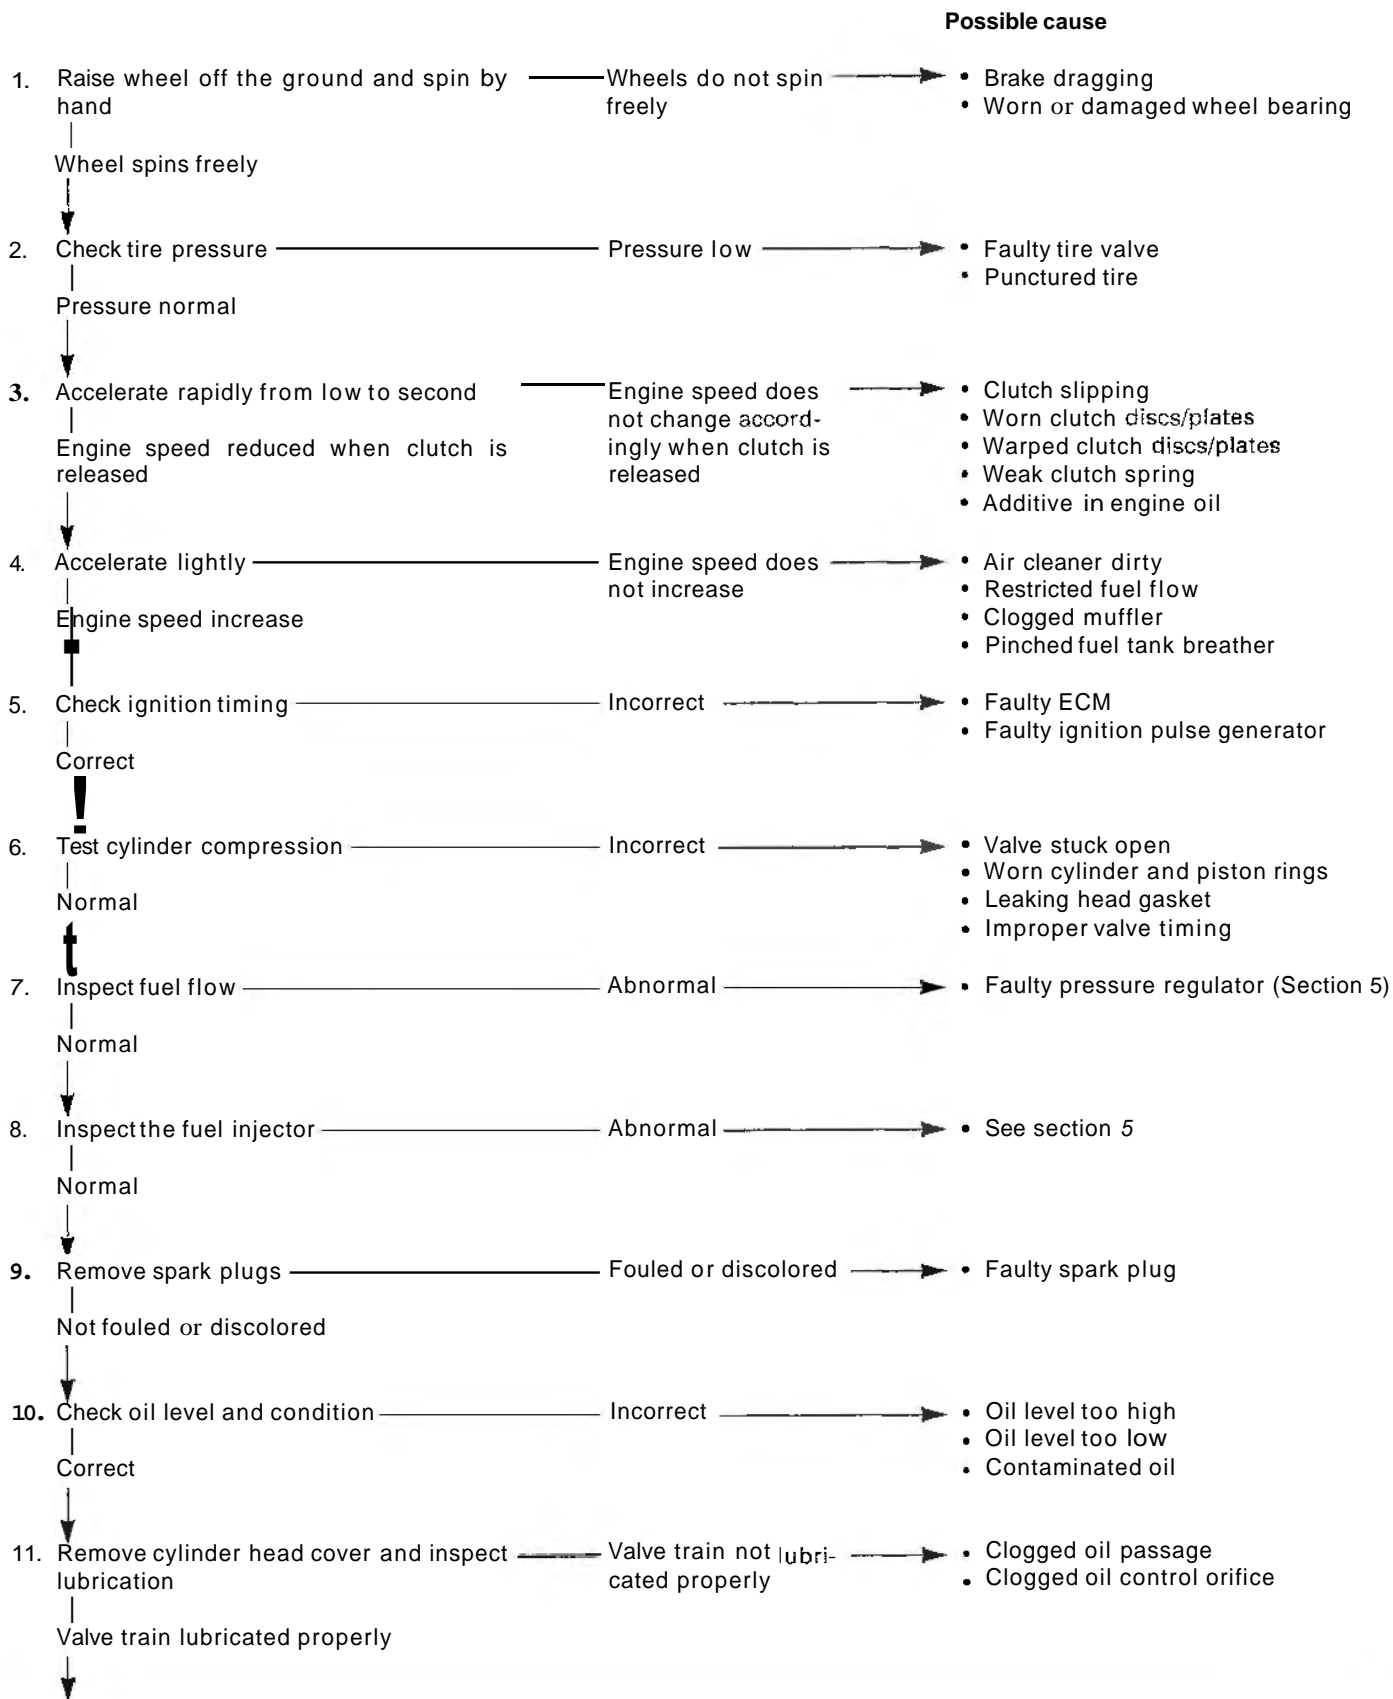 Possible cause
1. Raise wheel off the ground and spin by hand
Wheels do not spin freely
• Brake dragging
• Worn or damaged wheel bearing
Wheel spins freely
2. Check tire pressure
Pressure low
• Faulty tire valve
• Punctured tire
Pressure normal
3. Accelerate rapidly from low to second
Engine speed does
not change accord-
ingly when clutch is
released
• Clutch slipping
• Worn clutch discs/plates
• Warped clutch discs/plates
• Weak clutch spring
• Additive in engine oil
Engine speed reduced when clutch is
released
4. Accelerate lightly
Engine speed does
not increase
• Air cleaner dirty
• Restricted fuel flow
• Clogged muffler
• Pinched fuel tank breather
Engine speed increase
5. Check ignition timing
Incorrect
• Faulty ECM
• Faulty ignition pulse generator
Correct
!
6. Test cylinder compression
Incorrect
• Valve stuck open
• Worn cylinder and piston rings
• Leaking head gasket
• Improper valve timing
Normal
t
7. Inspect fuel flow
Abnormal
• Faulty pressure regulator (Section 5)
Normal
8. Inspect the fuel injector
Abnormal
• See section 5
Normal
9. Remove spark plugs
Fouled or discolored
• Faulty spark plug
Not fouled or discolored
10. Check oil level and condition
Incorrect
• Oil level too high
• Oil level too low
• Contaminated oil
Correct
11. Remove cylinder head cover and inspect
lubrication
Valve train not lubri-
cated properly
• Clogged oil passage
• Clogged oil control orifice
Valve train lubricated properly